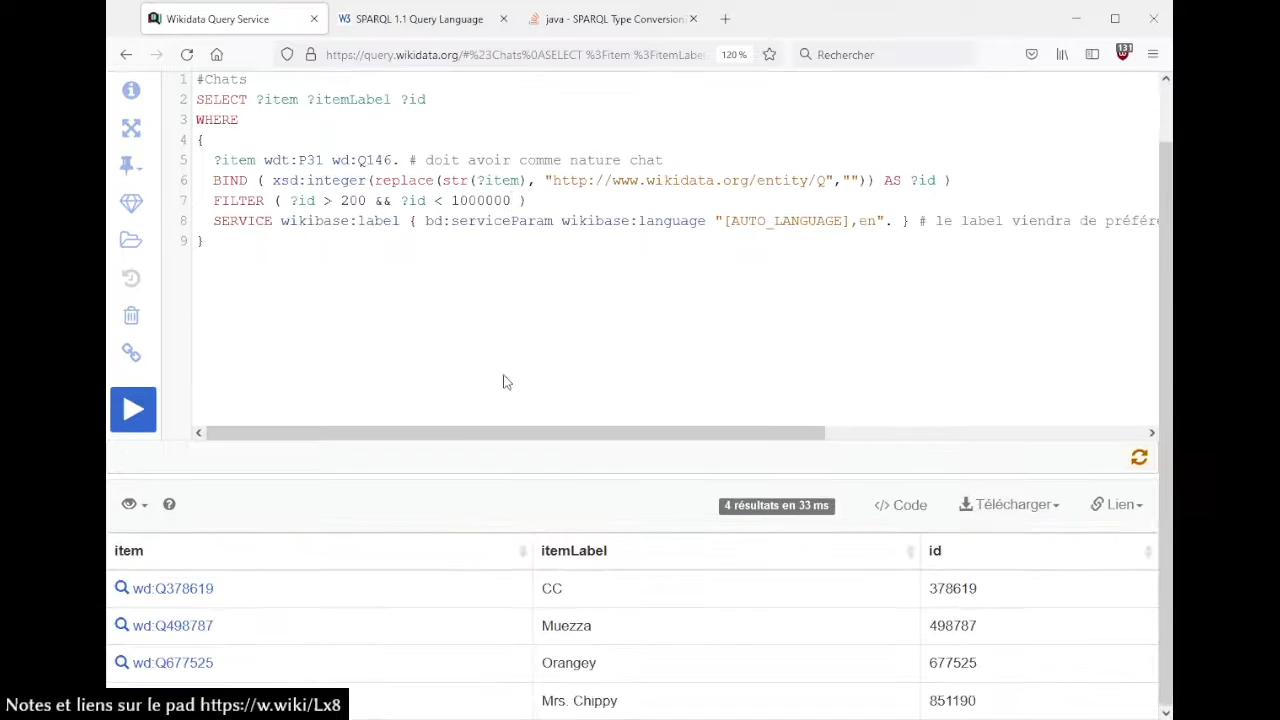 Wikidata Query Service
W3 SPARQL 1.1 Query Language
java - SPARQL Type Conversion
https://query.wikidata.org/#%23Chats%0ASELECT %3Fitem %3FitemLabel
120 %
Rechercher
131
1 #Chats
2 SELECT ?item ?itemLabel ?id
3 WHERE
4 {
5 ?item wdt:P31 wd:Q146. # doit avoir comme nature chat
6 BIND ( xsd:integer(replace(str(?item), "http://www.wikidata.org/entity/Q","")) AS ?id )
7 FILTER ( ?id > 200 && ?id < 1000000 )
8 SERVICE wikibase:label { bd:serviceParam wikibase:language "[AUTO_LANGUAGE],en". } # le label viendra de préfére
9 }
4 résultats en 33 ms
</> Code
Télécharger
Lien
item itemLabel id
wd:Q378619 CC 378619
wd:Q498787 Muezza 498787
wd:Q677525 Orangey 677525
Mrs. Chippy 851190
Notes et liens sur le pad https://w.wiki/Lx8